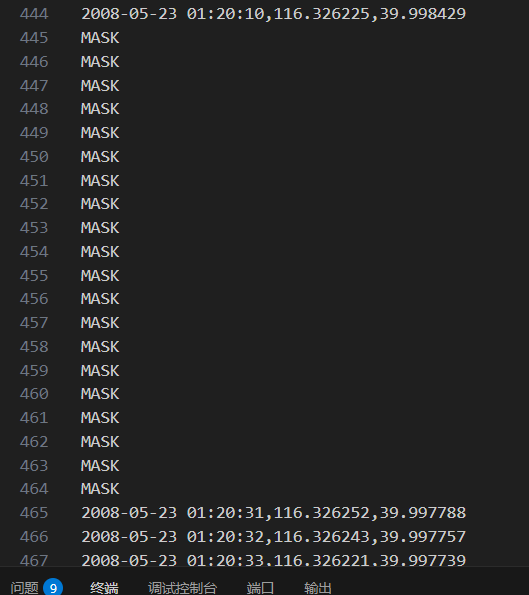 444 2008-05-23 01:20:10,116.326225,39.998429
445 MASK
446 MASK
447 MASK
448 MASK
449 MASK
450 MASK
451 MASK
452 MASK
453 MASK
454 MASK
455 MASK
456 MASK
457 MASK
458 MASK
459 MASK
460 MASK
461 MASK
462 MASK
463 MASK
464 MASK
465 2008-05-23 01:20:31,116.326252,39.997788
466 2008-05-23 01:20:32,116.326243,39.997757
467 2008-05-23 01:20:33,116.326221,39.997739
问题 9 终端 调试控制台 端口 输出